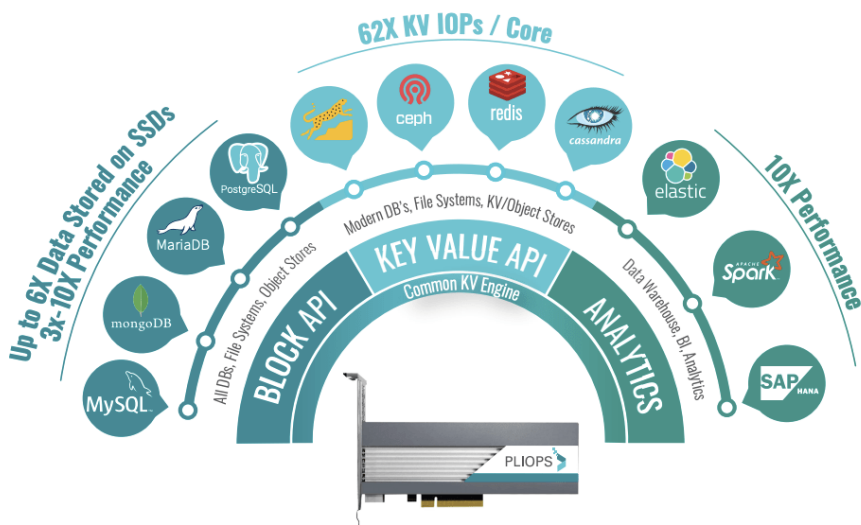 62X KV IOPs / Core
Up to 6X Data Stored on SSDs
3x-10X Performance
10X Performance
MySQL
mongoDB
MariaDB
PostgreSQL
ceph
redis
cassandra
elastic
APACHE
Spark
SAP HANA
All DBs, File Systems, Object Stores
Modern DB's, File Systems, KV/Object Stores
Data Warehouse, BI, Analytics
BLOCK API
KEY VALUE API
ANALYTICS
Common KV Engine
PLIOPS